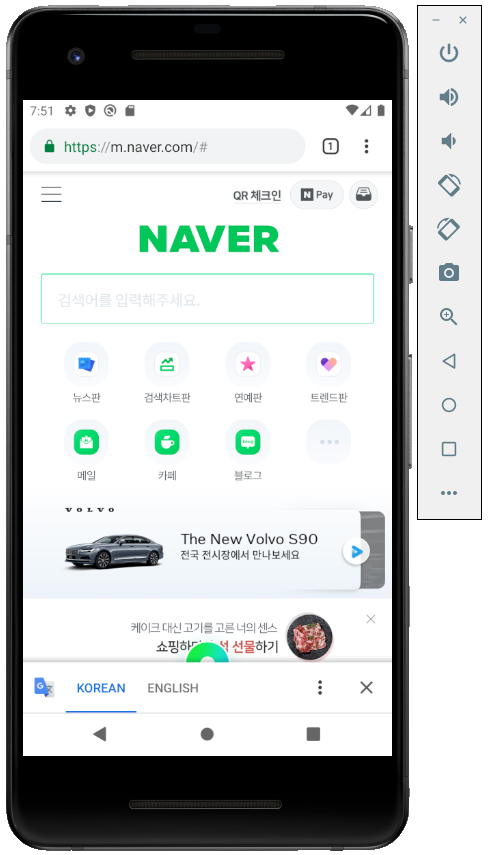 7:51
https://m.naver.com/#
1
QR 체크인
N Pay
NAVER
검색어를 입력해주세요.
뉴스판
검색차트판
연예판
트렌드판
메일
카페
블로그
VOLVO
The New Volvo S90
전국 전시장에서 만나보세요
케이크 대신 고기를 고른 너의 센스
쇼핑하 선물하기
KOREAN
ENGLISH